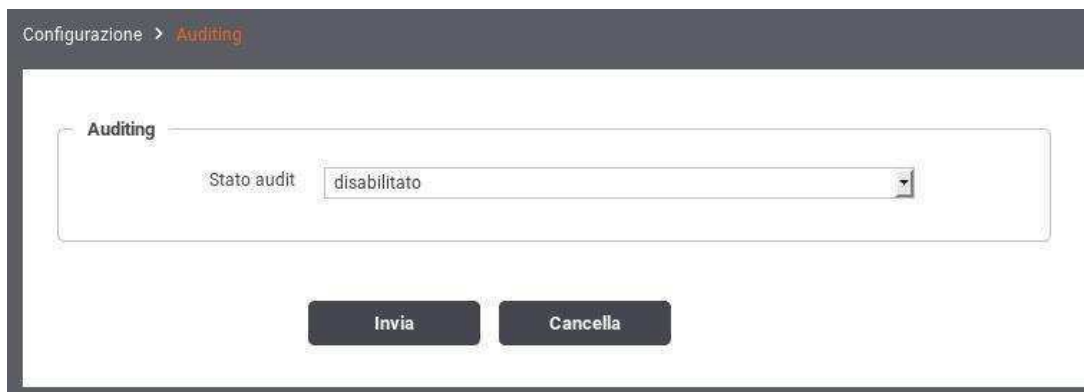 Configurazione > Auditing
Auditing
Stato audit disabilitato
Invia Cancella